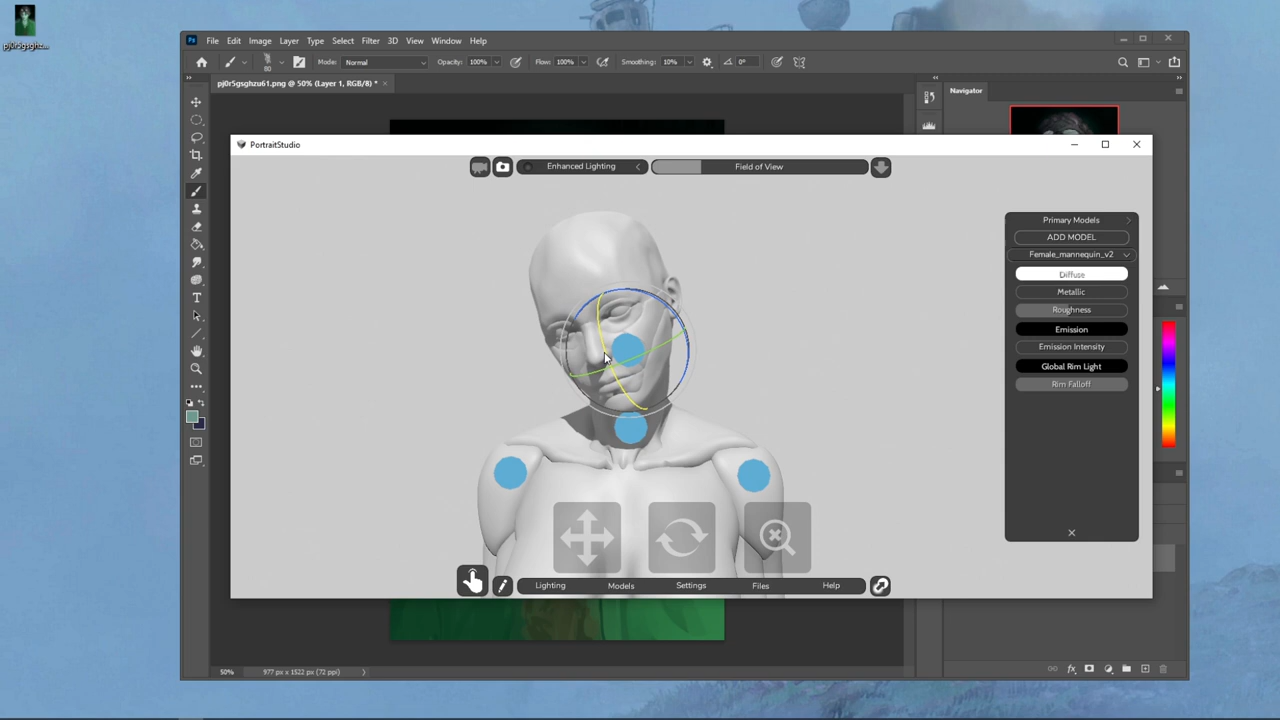 pj0r5gsghz...
Ps File Edit Image Layer Type Select Filter 3D View Window Help
80 Mode: Normal Opacity: 100% Flow: 100% Smoothing: 10% 0°
pj0r5gsghzu61.png @ 50% (Layer 1, RGB/8) *
Navigator
PortraitStudio
Enhanced Lighting Field of View
Primary Models
ADD MODEL
Female_mannequin_v2
Diffuse
Metallic
Roughness
Emission
Emission Intensity
Global Rim Light
Rim Falloff
Lighting Models Settings Files Help
50% 977 px x 1522 px (72 ppi)